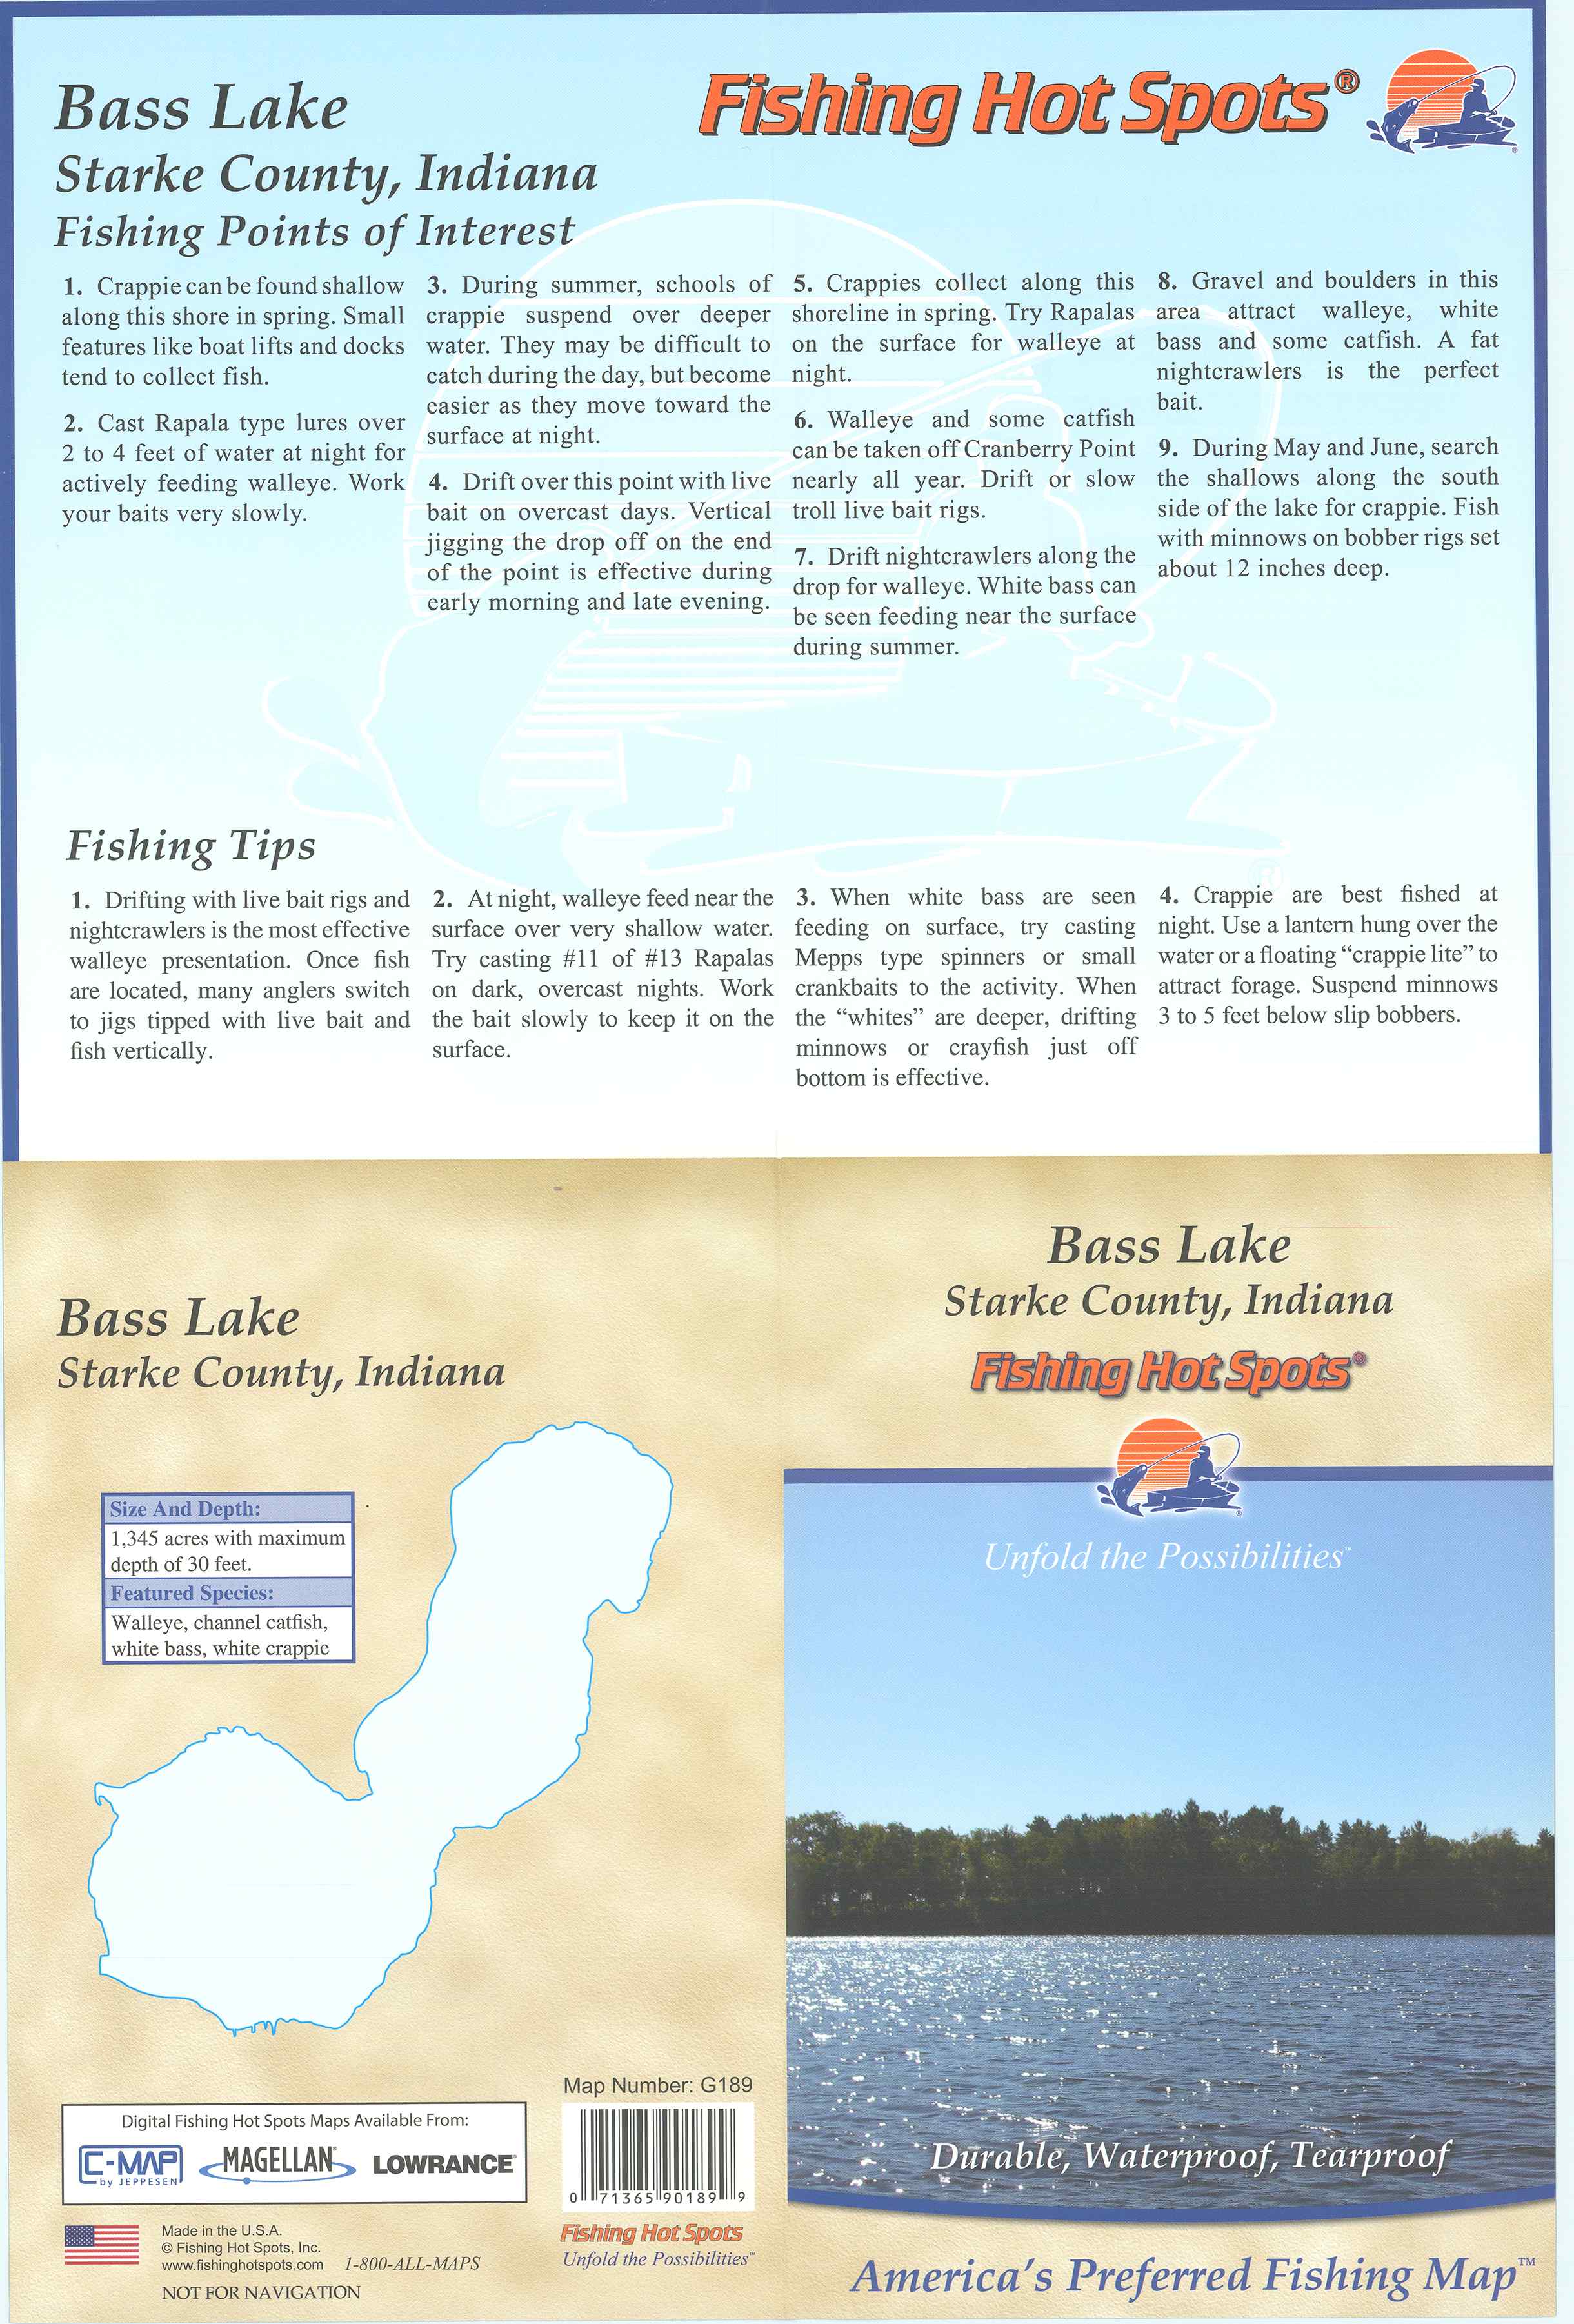 Bass Lake
Starke County, Indiana
Fishing Points of Interest
Fishing Hot Spots®
1. Crappie can be found shallow
along this shore in spring. Small
features like boat lifts and docks
tend to collect fish.
2. Cast Rapala type lures over
2 to 4 feet of water at night for
actively feeding walleye. Work
your baits very slowly.
3. During summer, schools of
crappie suspend over deeper
water. They may be difficult to
catch during the day, but become
easier as they move toward the
surface at night.
4. Drift over this point with live
bait on overcast days. Vertical
jigging the drop off on the end
of the point is effective during
early morning and late evening.
5. Crappies collect along this
shoreline in spring. Try Rapalas
on the surface for walleye at
night.
6. Walleye and some catfish
can be taken off Cranberry Point
nearly all year. Drift or slow
troll live bait rigs.
7. Drift nightcrawlers along the
drop for walleye. White bass can
be seen feeding near the surface
during summer.
8. Gravel and boulders in this
area attract walleye, white
bass and some catfish. A fat
nightcrawlers is the perfect
bait.
9. During May and June, search
the shallows along the south
side of the lake for crappie. Fish
with minnows on bobber rigs set
about 12 inches deep.
Fishing Tips
1. Drifting with live bait rigs and
nightcrawlers is the most effective
walleye presentation. Once fish
are located, many anglers switch
to jigs tipped with live bait and
fish vertically.
2. At night, walleye feed near the
surface over very shallow water.
Try casting #11 of #13 Rapalas
on dark, overcast nights. Work
the bait slowly to keep it on the
surface.
3. When white bass are seen
feeding on surface, try casting
Mepps type spinners or small
crankbaits to the activity. When
the “whites” are deeper, drifting
minnows or crayfish just off
bottom is effective.
4. Crappie are best fished at
night. Use a lantern hung over the
water or a floating “crappie lite” to
attract forage. Suspend minnows
3 to 5 feet below slip bobbers.
Bass Lake
Starke County, Indiana
Size And Depth:
1,345 acres with maximum
depth of 30 feet.
Featured Species:
Walleye, channel catfish,
white bass, white crappie
Map Number: G189
Digital Fishing Hot Spots Maps Available From:
C-MAP
by JEPPESEN
MAGELLAN®
LOWRANCE®
0 71365 90189 9
Fishing Hot Spots
Unfold the Possibilities™
Made in the U.S.A.
© Fishing Hot Spots, Inc.
www.fishinghotspots.com 1-800-ALL-MAPS
NOT FOR NAVIGATION
Bass Lake
Starke County, Indiana
Fishing Hot Spots®
Unfold the Possibilities™
Durable, Waterproof, Tearproof
America's Preferred Fishing Map™